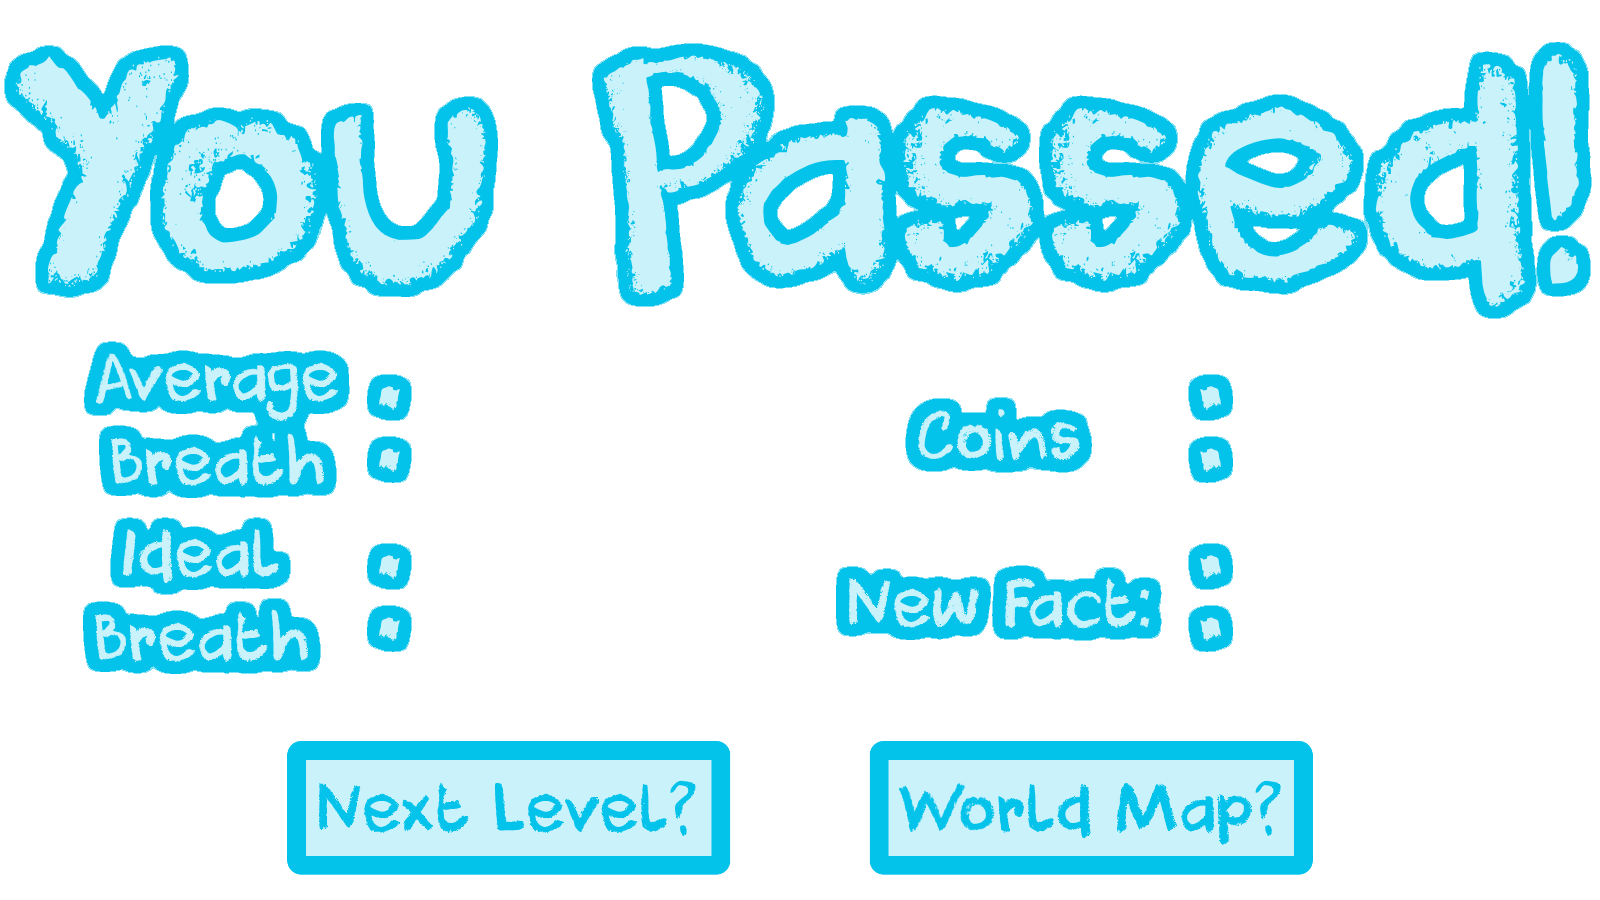 You Passed!
Average
Breath :
Coins :
Ideal
Breath :
New Fact: :
Next Level? World Map?